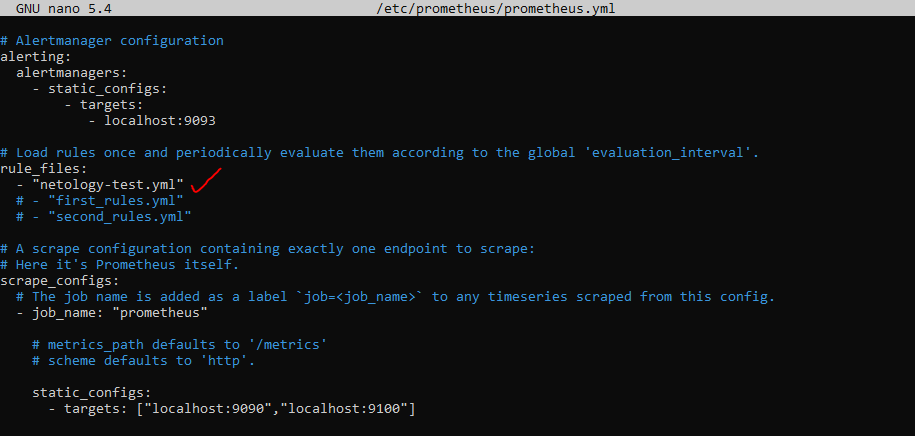 GNU nano 5.4 /etc/prometheus/prometheus.yml
# Alertmanager configuration
alerting:
  alertmanagers:
    - static_configs:
        - targets:
           - localhost:9093
# Load rules once and periodically evaluate them according to the global 'evaluation_interval'.
rule_files:
  - "netology-test.yml"
  # - "first_rules.yml"
  # - "second_rules.yml"
# A scrape configuration containing exactly one endpoint to scrape:
# Here it's Prometheus itself.
scrape_configs:
  # The job name is added as a label `job=<job_name>` to any timeseries scraped from this config.
  - job_name: "prometheus"
    # metrics_path defaults to '/metrics'
    # scheme defaults to 'http'.
    static_configs:
      - targets: ["localhost:9090","localhost:9100"]